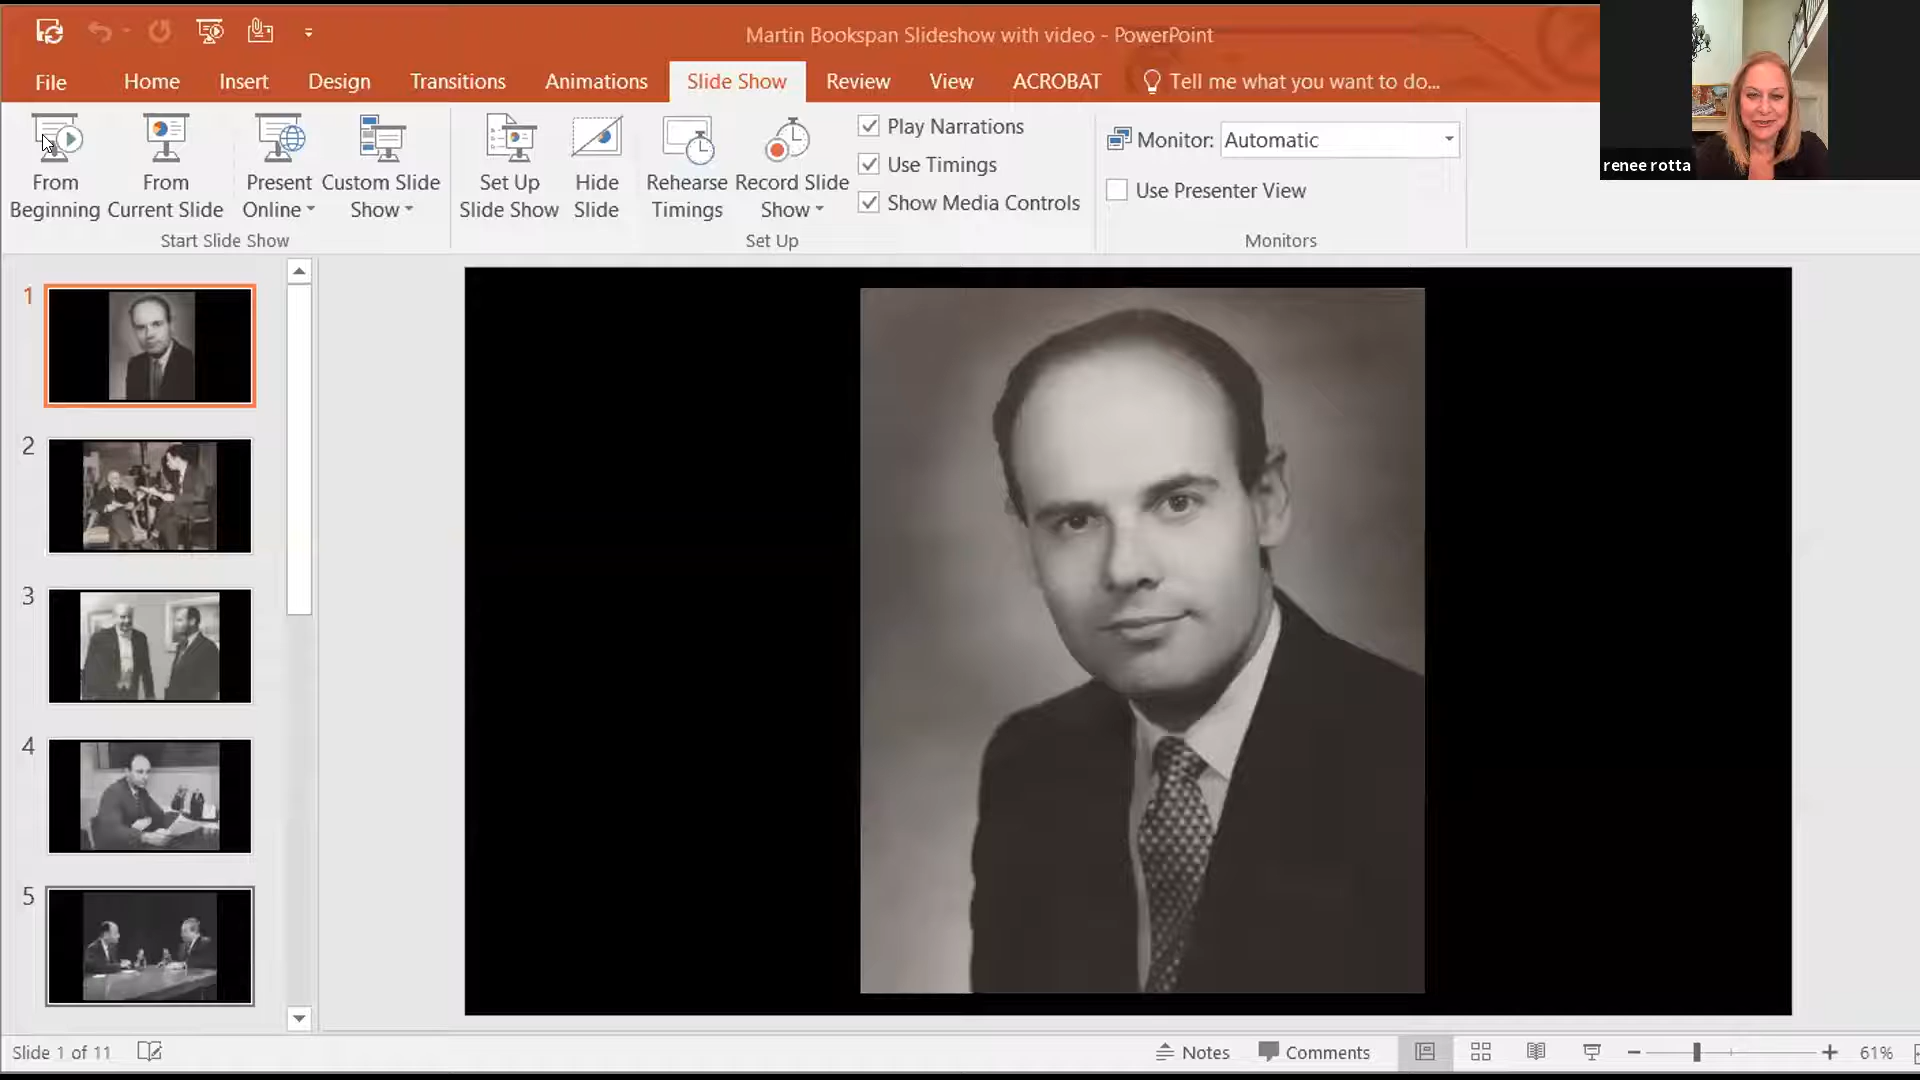 Martin Bookspan Slideshow with video - PowerPoint
File Home Insert Design Transitions Animations Slide Show Review View ACROBAT Tell me what you want to do...
From Beginning
From Current Slide
Present Online
Custom Slide Show
Start Slide Show
Set Up Slide Show
Hide Slide
Rehearse Timings
Record Slide Show
Play Narrations
Use Timings
Show Media Controls
Set Up
Monitor: Automatic
Use Presenter View
Monitors
renee rotta
1
2
3
4
5
Slide 1 of 11
Notes
Comments
61%